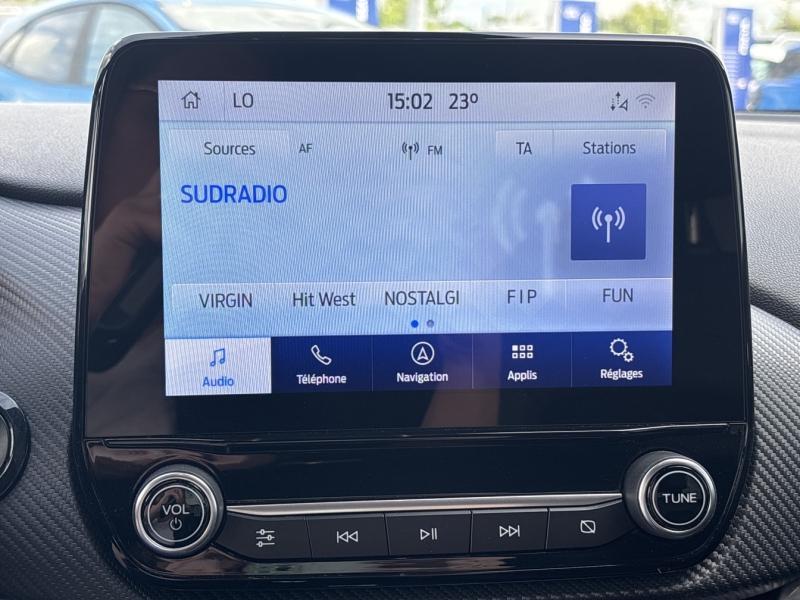 LO 15:02 23º
Sources AF FM TA Stations
SUDRADIO
VIRGIN Hit West NOSTALGI FIP FUN
Audio Téléphone Navigation Applis Réglages
VOL TUNE